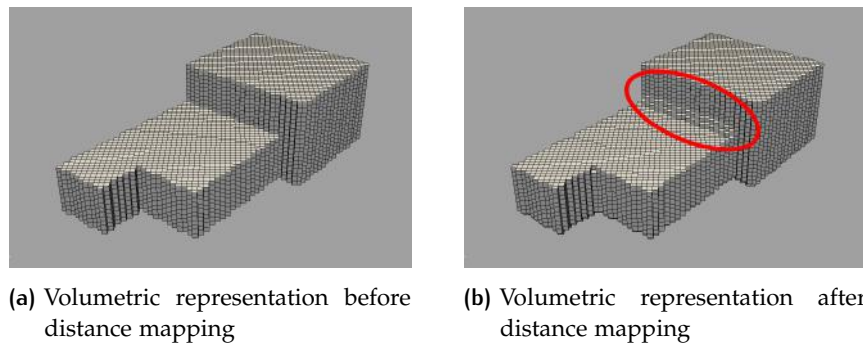 (a) Volumetric representation before
distance mapping
(b) Volumetric representation after
distance mapping